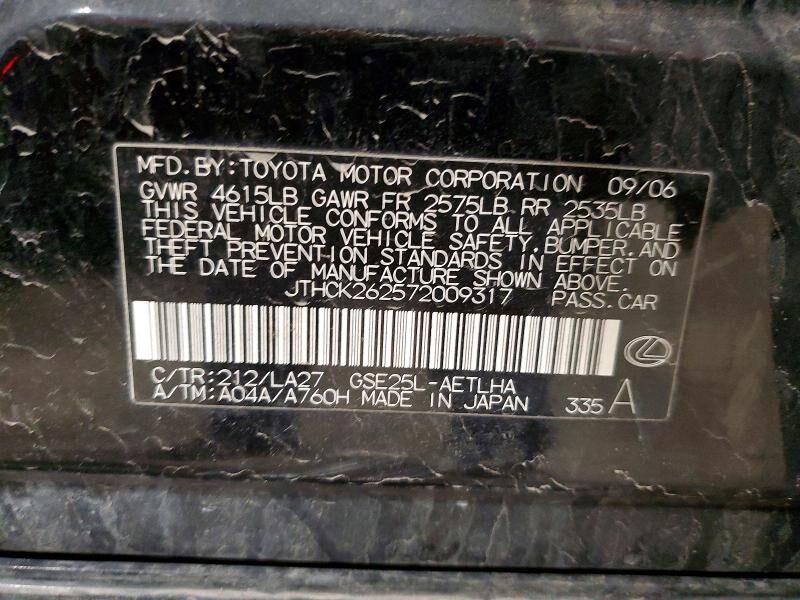 MFD.BY:TOYOTA MOTOR CORPORATION 09/06
GVWR 4615LB GAWR FR 2575LB RR 2535LB
THIS VEHICLE CONFORMS TO ALL APPLICABLE
FEDERAL MOTOR VEHICLE SAFETY,BUMPER,AND
THEFT PREVENTION STANDARDS IN EFFECT ON
THE DATE OF MANUFACTURE SHOWN ABOVE.
JTHCK262572009317 PASS.CAR
C/TR:212/LA27 GSE25L-AETLHA
A/TM:A04A/A760H MADE IN JAPAN 335 A